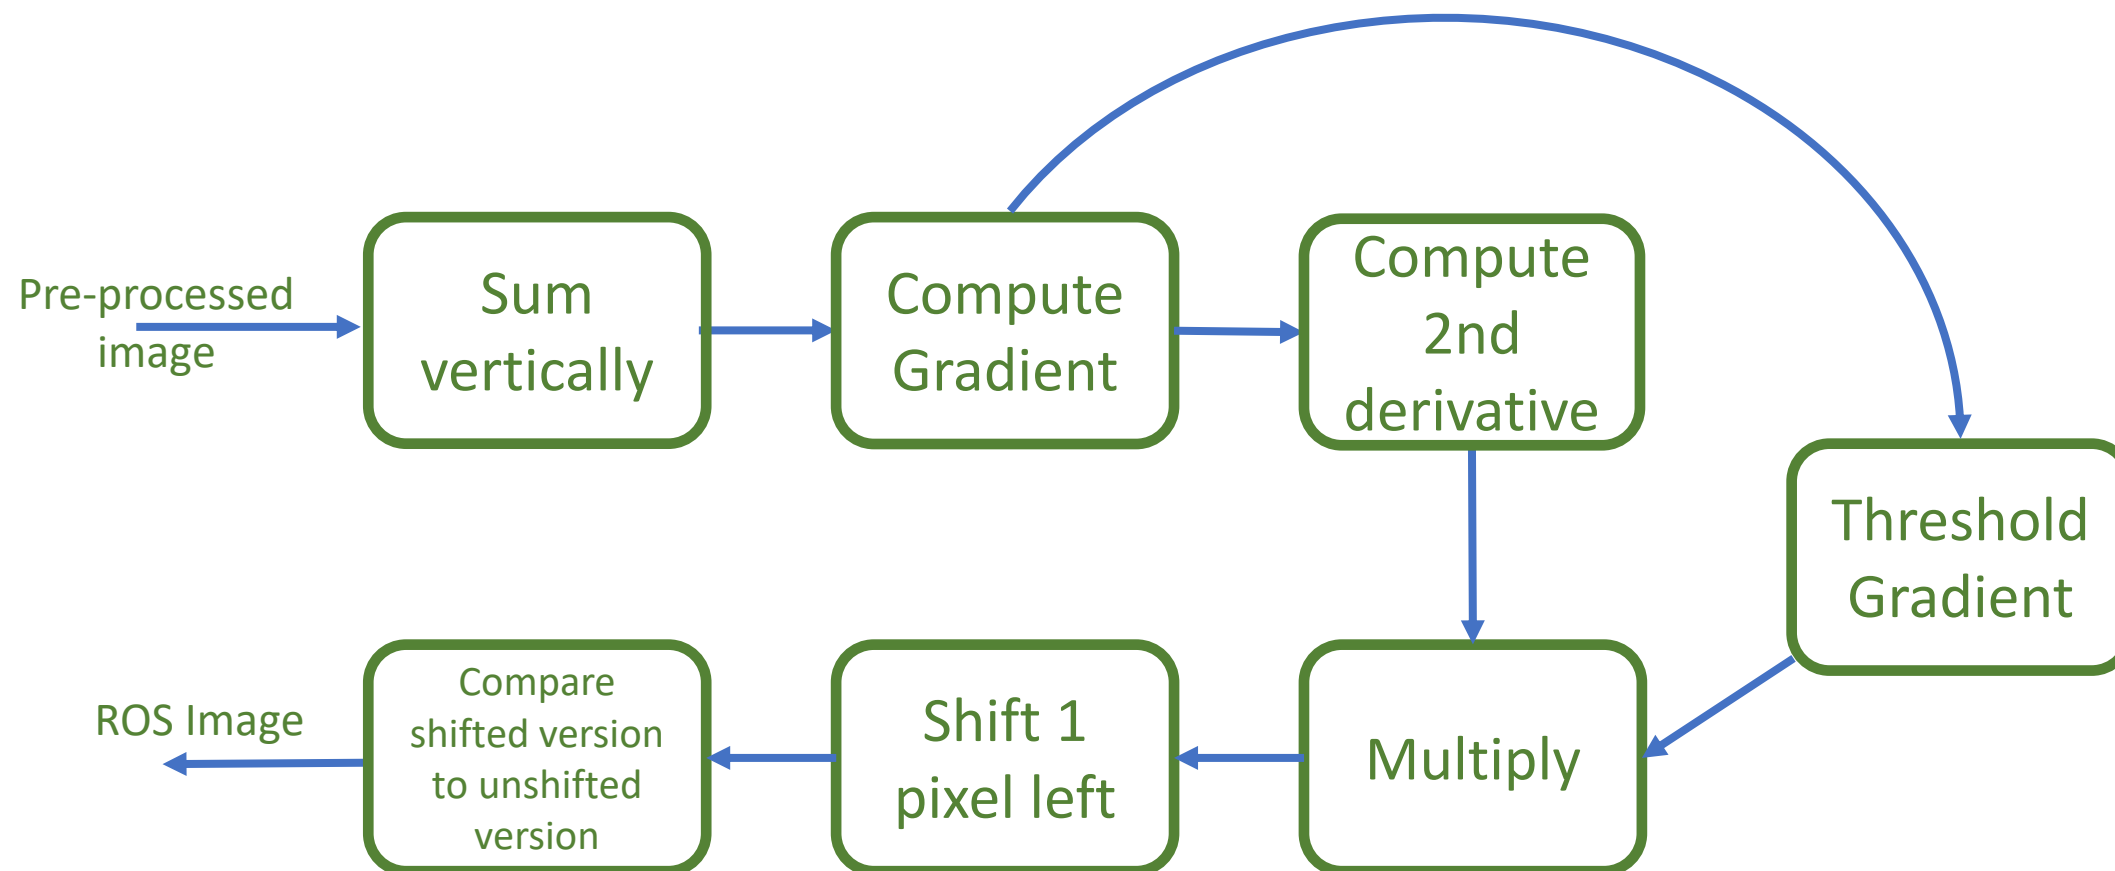 Pre-processed
image
Sum
vertically
Compute
Gradient
Compute
2nd
derivative
Threshold
Gradient
Multiply
Shift 1
pixel left
Compare
shifted version
to unshifted
version
ROS Image